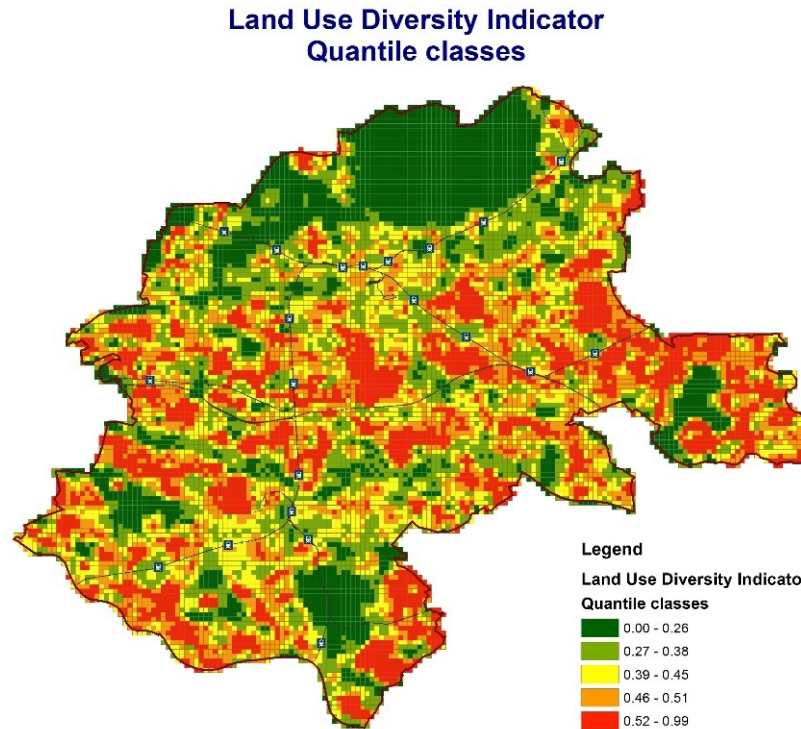 Land Use Diversity Indicator
Quantile classes
Legend
Land Use Diversity Indicato
Quantile classes
0.00 - 0.26
0.27 - 0.38
0.39 - 0.45
0.46 - 0.51
0.52 - 0.99